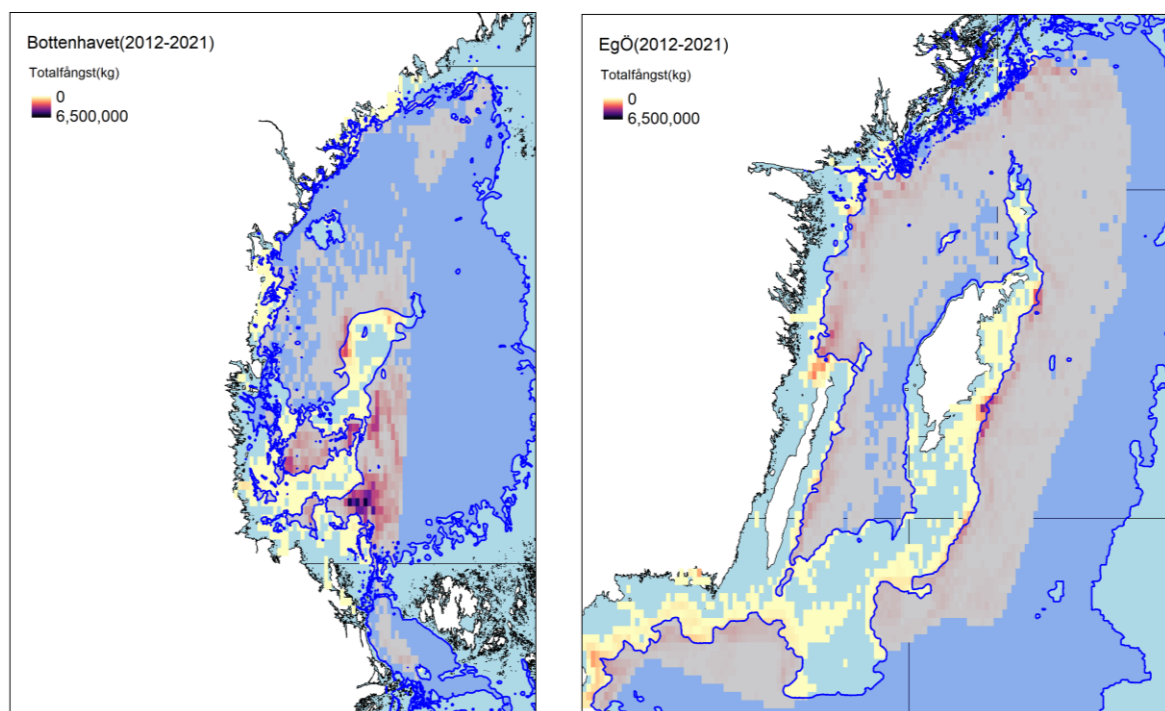 Bottenhavet(2012-2021)
Totalfångst(kg)
0
6,500,000
EgÖ(2012-2021)
Totalfångst(kg)
0
6,500,000